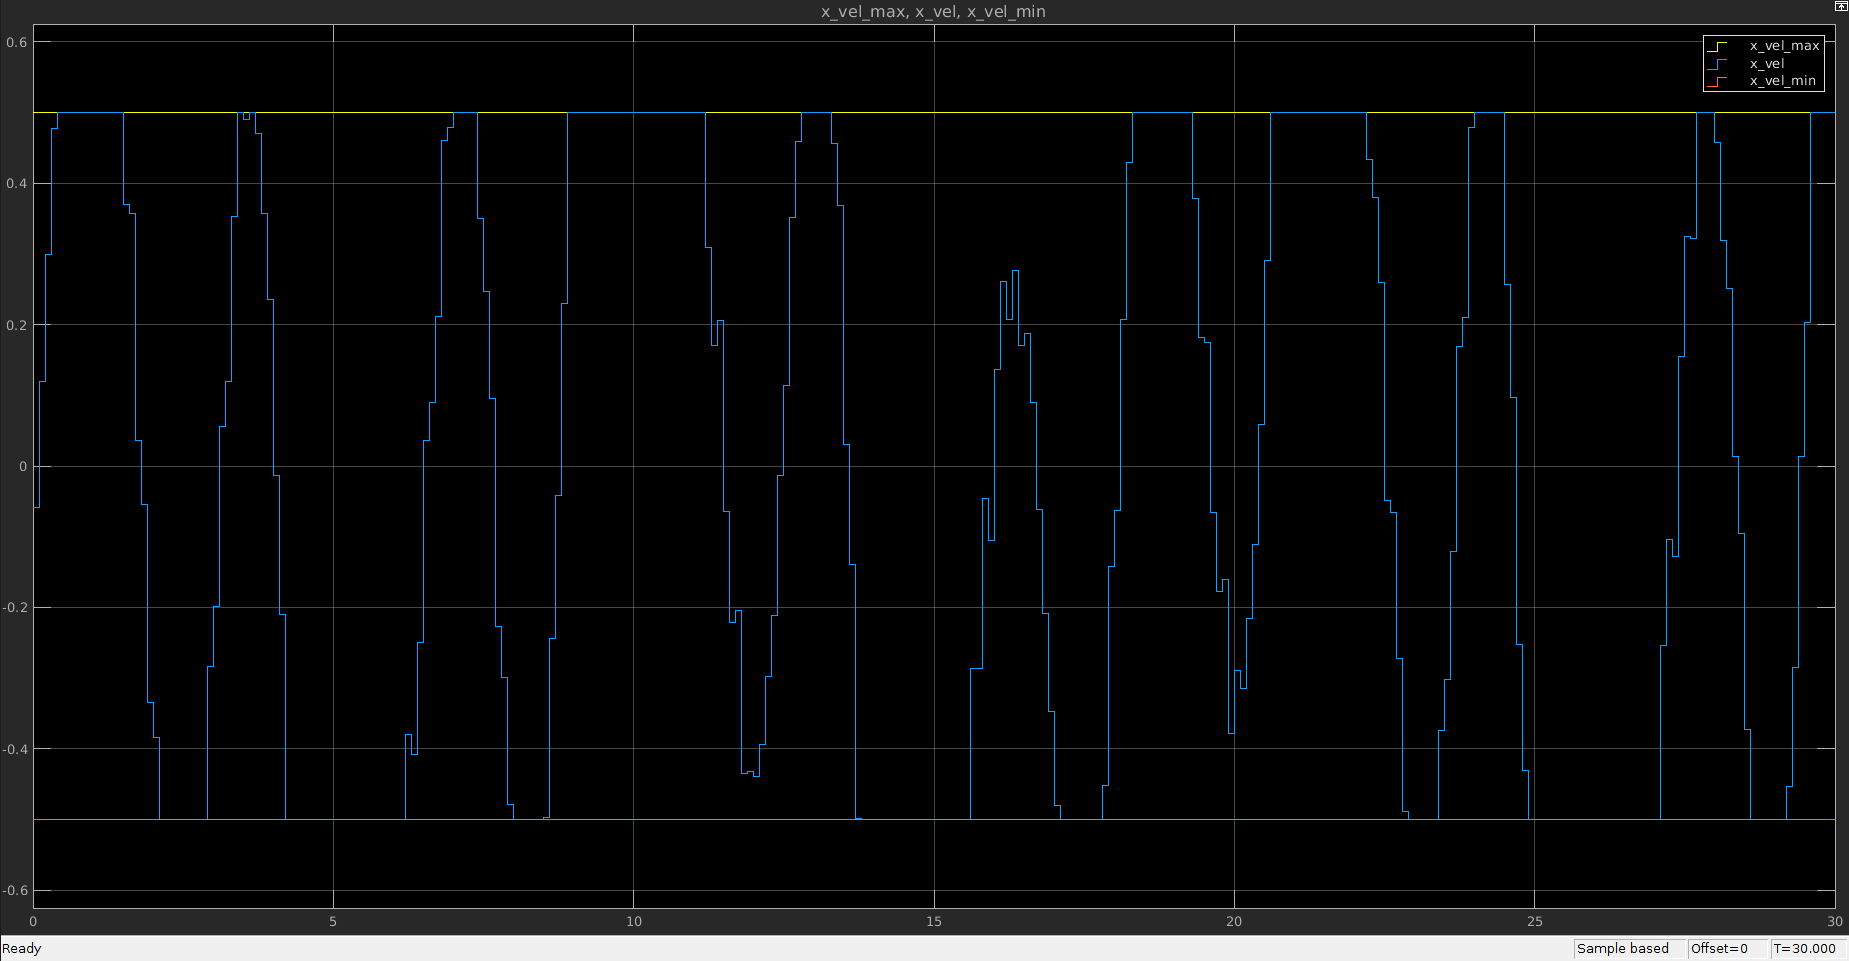 x_vel_max, x_vel, x_vel_min
x_vel_max
x_vel
x_vel_min
0.6
0.4
0.2
0
-0.2
-0.4
-0.6
0 5 10 15 20 25 30
Ready Sample based Offset=0 T=30.000